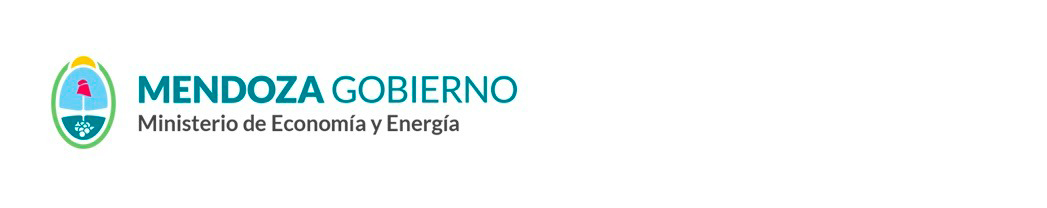 MENDOZA GOBIERNO
Ministerio de Economía y Energía